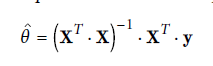 θ̂ = (Xᵀ · X)⁻¹ · Xᵀ · y